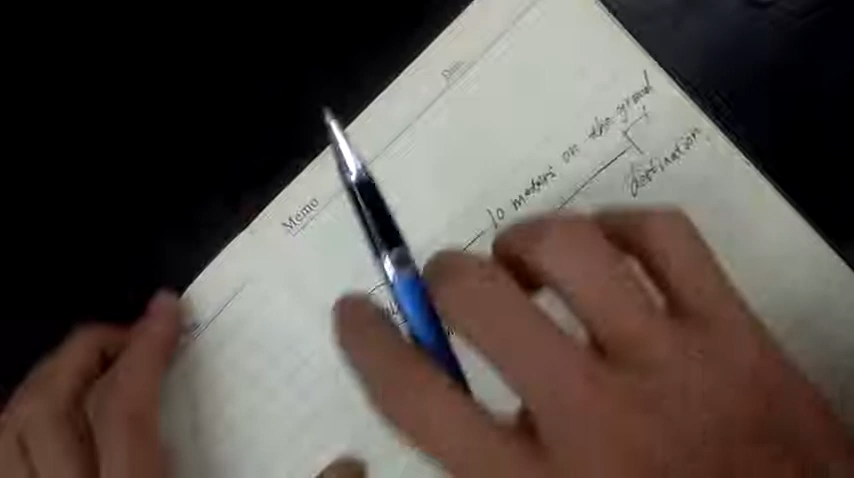 Memo
Date
10 meters on the ground
destination